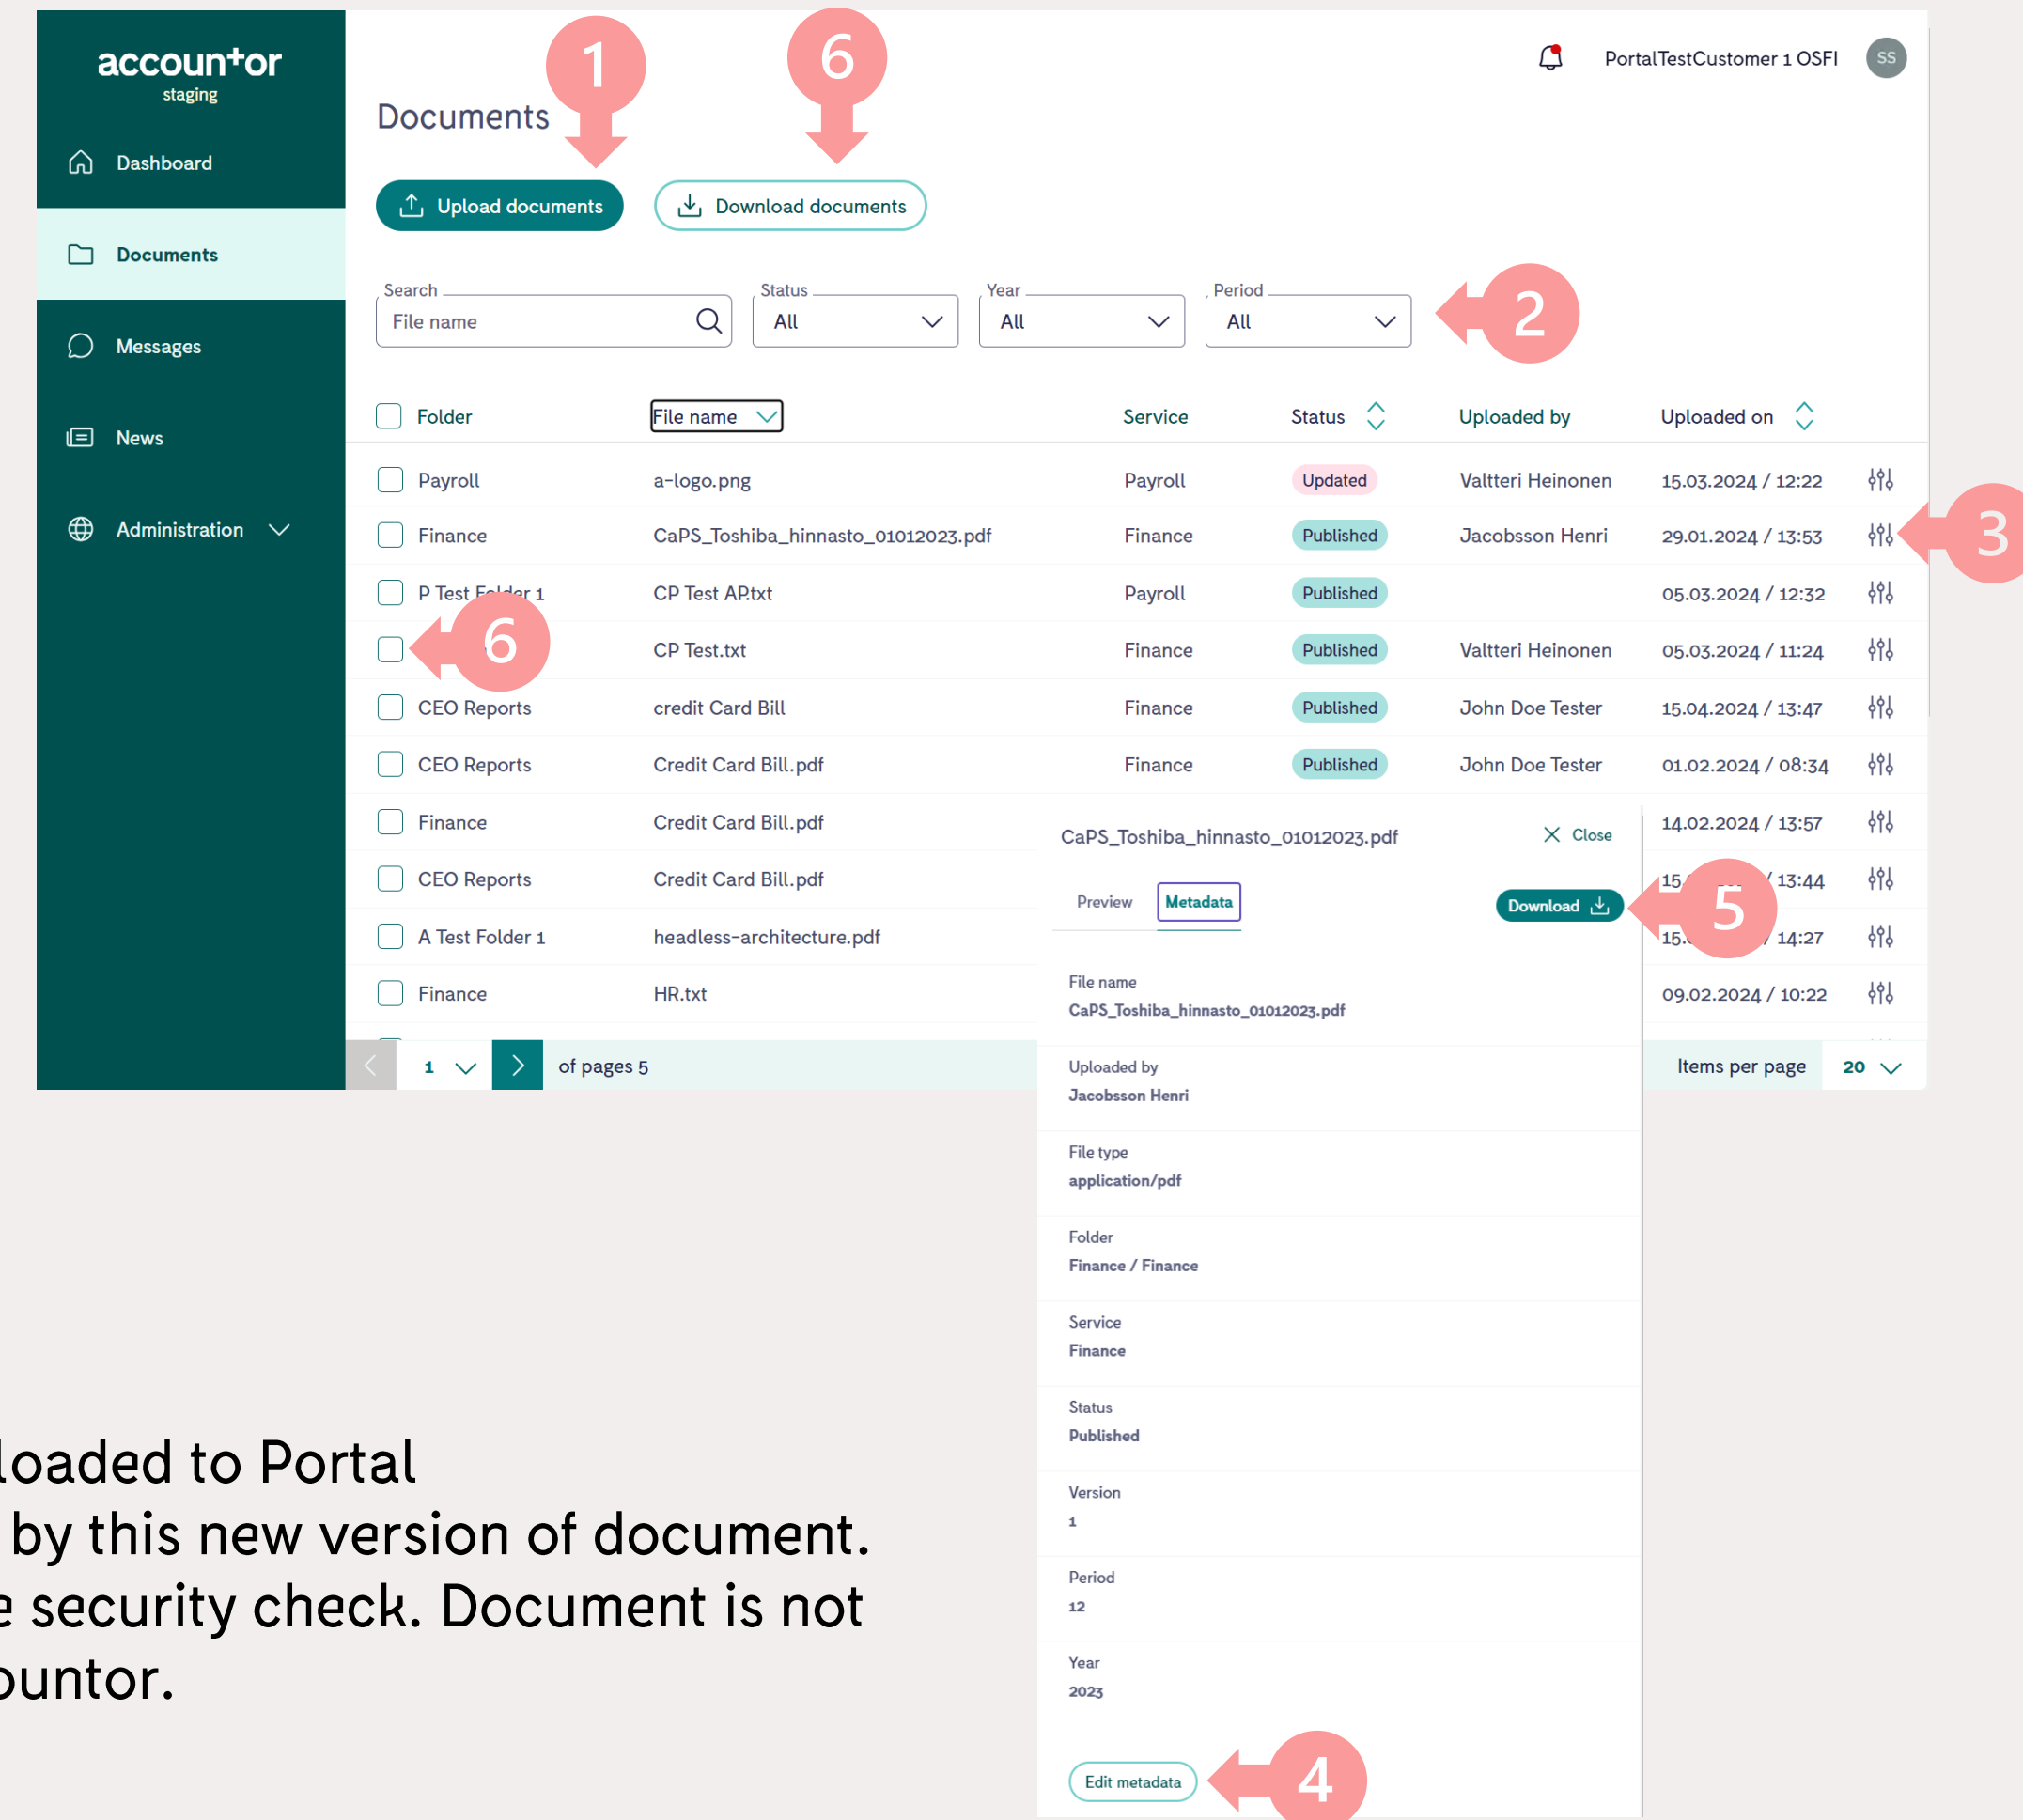 accountor
staging
Dashboard
Documents
Messages
News
Administration
1
6
PortalTestCustomer 1 OSFI
SS
Documents
Upload documents
Download documents
Search
File name
Status
All
Year
All
Period
All
2
Folder File name Service Status Uploaded by Uploaded on
Payroll a-logo.png Payroll Updated Valtteri Heinonen 15.03.2024 / 12:22
Finance CaPS_Toshiba_hinnasto_01012023.pdf Finance Published Jacobsson Henri 29.01.2024 / 13:53
3
P Test Folder 1 CP Test AP.txt Payroll Published 05.03.2024 / 12:32
6
CP Test.txt Finance Published Valtteri Heinonen 05.03.2024 / 11:24
CEO Reports credit Card Bill Finance Published John Doe Tester 15.04.2024 / 13:47
CEO Reports Credit Card Bill.pdf Finance Published John Doe Tester 01.02.2024 / 08:34
Finance Credit Card Bill.pdf 14.02.2024 / 13:57
CEO Reports Credit Card Bill.pdf 13:44
A Test Folder 1 headless-architecture.pdf 14:27
Finance HR.txt 09.02.2024 / 10:22
1 of pages 5
Items per page 20
CaPS_Toshiba_hinnasto_01012023.pdf
Close
Preview
Metadata
Download
5
File name
CaPS_Toshiba_hinnasto_01012023.pdf
Uploaded by
Jacobsson Henri
File type
application/pdf
Folder
Finance / Finance
Service
Finance
Status
Published
Version
1
Period
12
Year
2023
Edit metadata
4
loaded to Portal
by this new version of document.
e security check. Document is not
ountor.